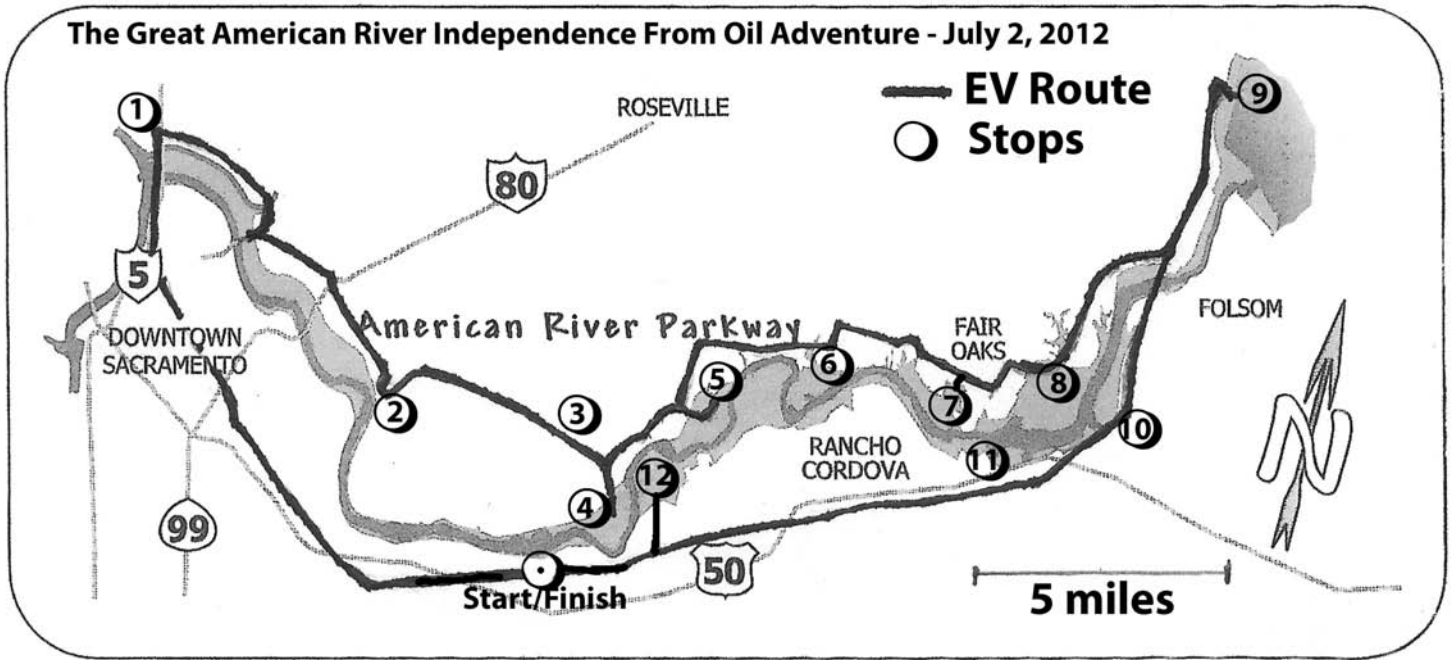 The Great American River Independence From Oil Adventure - July 2, 2012
EV Route
Stops
1
ROSEVILLE
9
80
5
DOWNTOWN
SACRAMENTO
American River Parkway
FAIR
OAKS
FOLSOM
2
3
5
6
7
8
10
RANCHO
CORDOVA
11
12
4
N
99
50
Start/Finish
5 miles